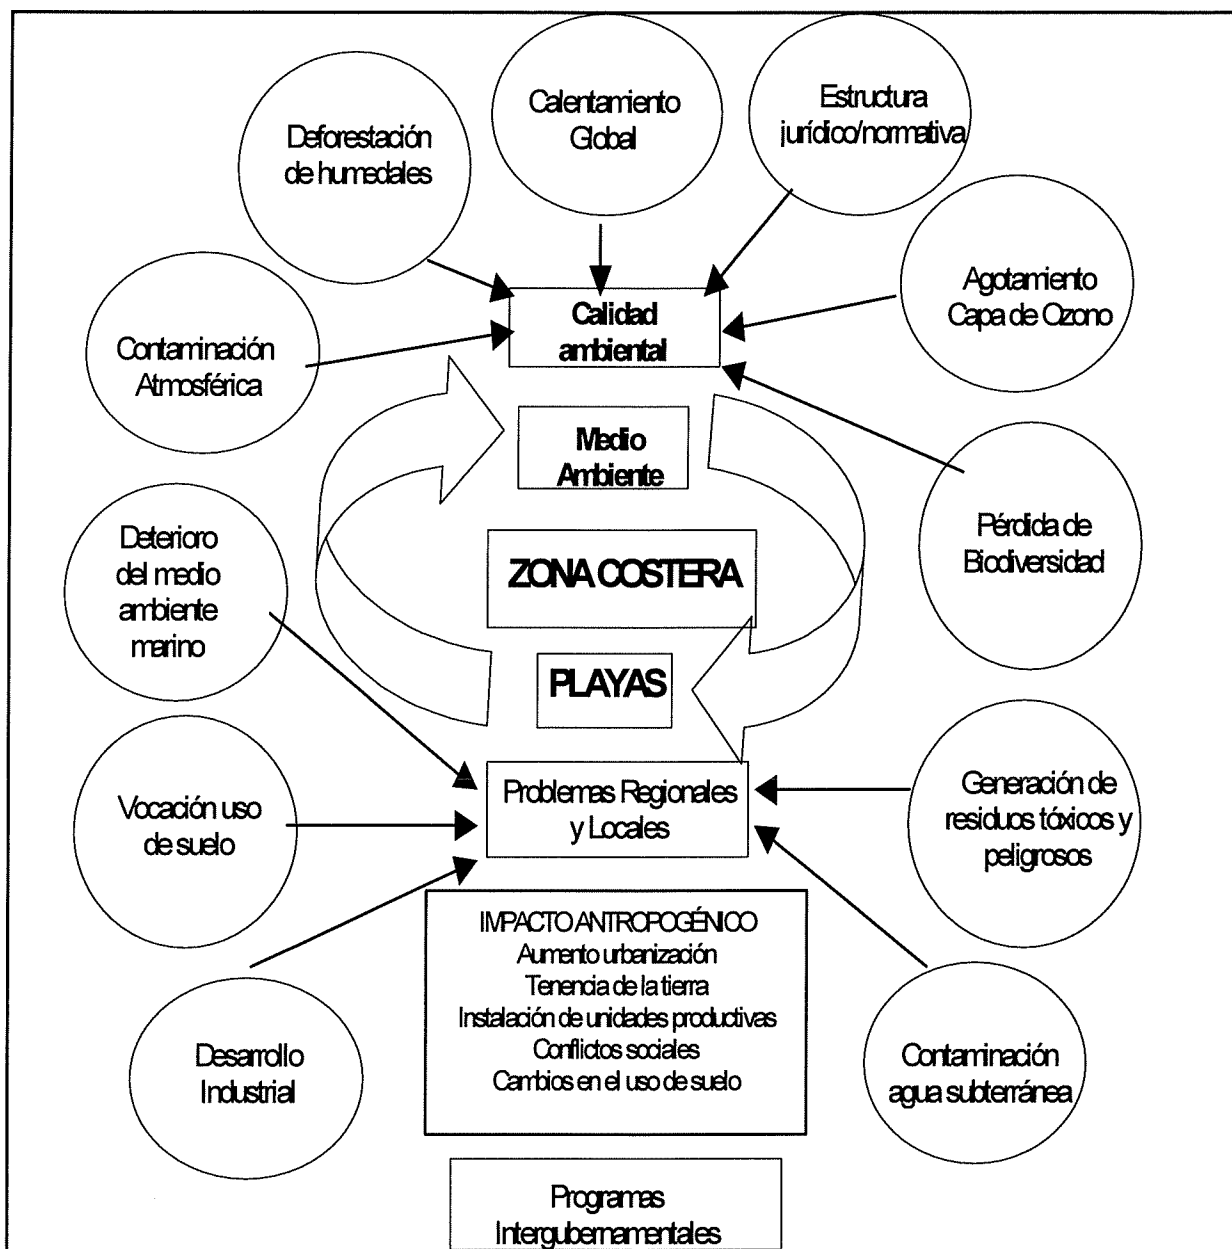 Calentamiento
Global
Estructura
jurídico/normativa
Deforestación
de humedales
Agotamiento
Capa de Ozono
Calidad
ambiental
Contaminación
Atmosférica
Medio
Ambiente
Pérdida de
Biodiversidad
Deterioro
del medio
ambiente
marino
ZONA COSTERA
PLAYAS
Vocación uso
de suelo
Problemas Regionales
y Locales
Generación de
residuos tóxicos y
peligrosos
IMPACTO ANTROPOGÉNICO
Aumento urbanización
Tenencia de la tierra
Instalación de unidades productivas
Conflictos sociales
Cambios en el uso de suelo
Desarrollo
Industrial
Contaminación
agua subterránea
Programas
Intergubernamentales